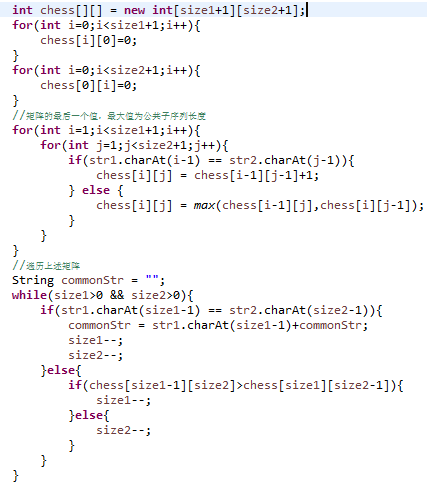 int chess[][] = new int[size1+1][size2+1];
for(int i=0;i<size1+1;i++){
    chess[i][0]=0;
}
for(int i=0;i<size2+1;i++){
    chess[0][i]=0;
}
//矩阵的最后一个值，最大值为公共子序列长度
for(int i=1;i<size1+1;i++){
    for(int j=1;j<size2+1;j++){
        if(str1.charAt(i-1) == str2.charAt(j-1)){
            chess[i][j] = chess[i-1][j-1]+1;
        } else {
            chess[i][j] = max(chess[i-1][j],chess[i][j-1]);
        }
    }
}
//遍历上述矩阵
String commonStr = "";
while(size1>0 && size2>0){
    if(str1.charAt(size1-1) == str2.charAt(size2-1)){
        commonStr = str1.charAt(size1-1)+commonStr;
        size1--;
        size2--;
    }else{
        if(chess[size1-1][size2]>chess[size1][size2-1]){
            size1--;
        }else{
            size2--;
        }
    }
}